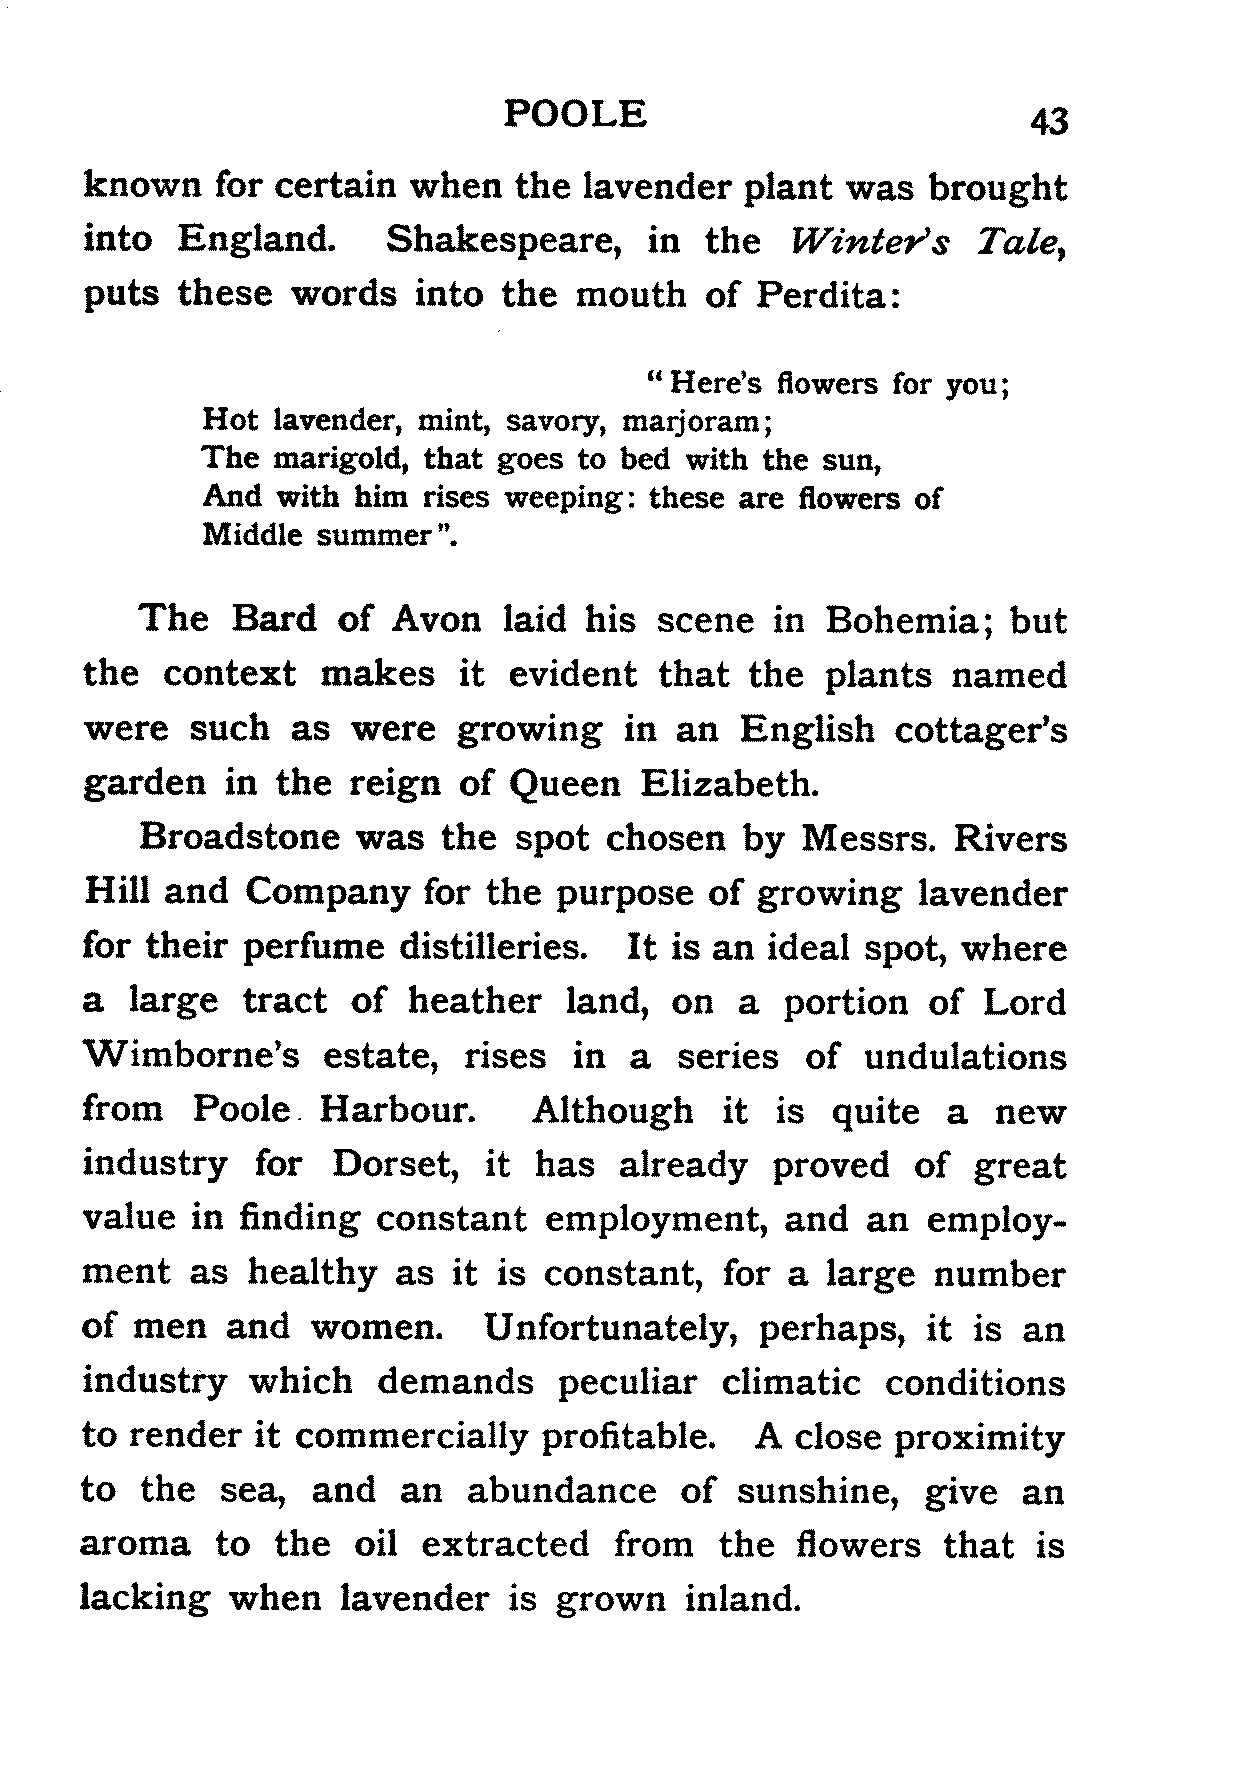 POOLE 43
known for certain when the lavender plant was brought
into England. Shakespeare, in the Winter's Tale,
puts these words into the mouth of Perdita:
"Here's flowers for you;
Hot lavender, mint, savory, marjoram;
The marigold, that goes to bed with the sun,
And with him rises weeping: these are flowers of
Middle summer".
The Bard of Avon laid his scene in Bohemia; but
the context makes it evident that the plants named
were such as were growing in an English cottager's
garden in the reign of Queen Elizabeth.
Broadstone was the spot chosen by Messrs. Rivers
Hill and Company for the purpose of growing lavender
for their perfume distilleries. It is an ideal spot, where
a large tract of heather land, on a portion of Lord
Wimborne's estate, rises in a series of undulations
from Poole Harbour. Although it is quite a new
industry for Dorset, it has already proved of great
value in finding constant employment, and an employ-
ment as healthy as it is constant, for a large number
of men and women. Unfortunately, perhaps, it is an
industry which demands peculiar climatic conditions
to render it commercially profitable. A close proximity
to the sea, and an abundance of sunshine, give an
aroma to the oil extracted from the flowers that is
lacking when lavender is grown inland.